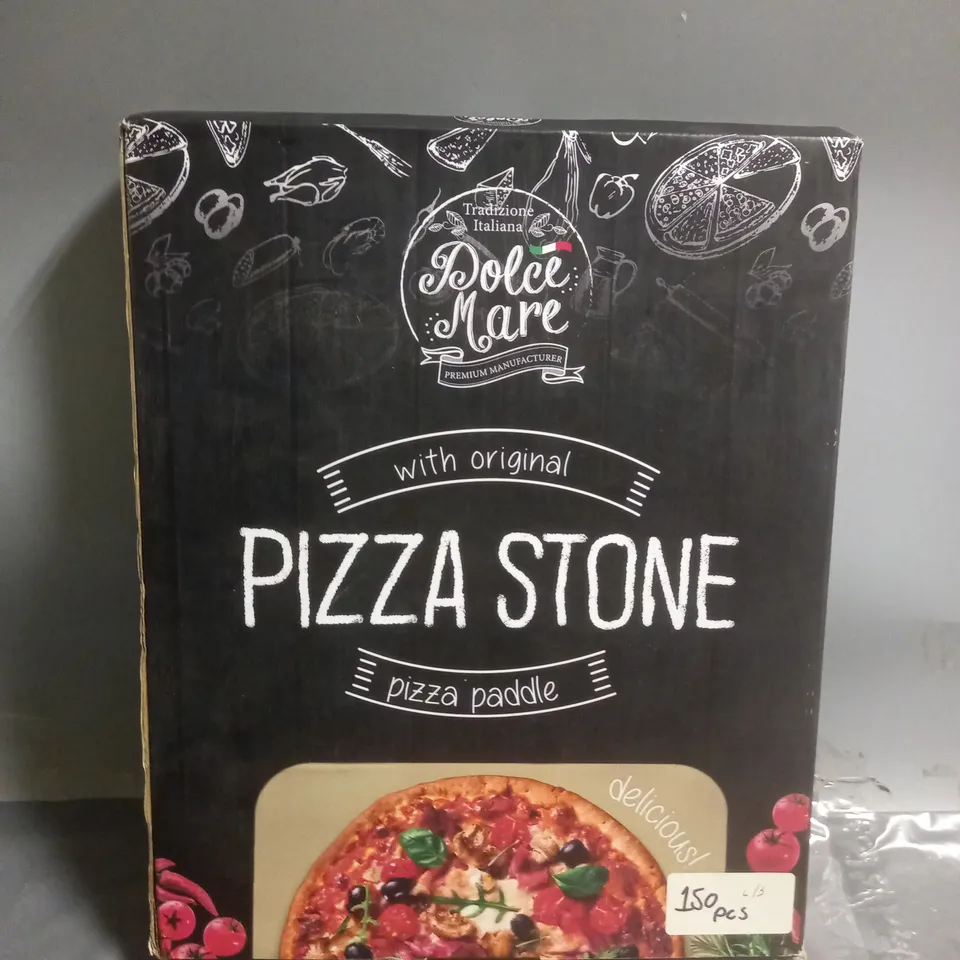 Tradizione
Italiana
Dolce
Mare
PREMIUM MANUFACTURER
with original
PIZZA STONE
pizza paddle
delicious!
L/B
150
pcs